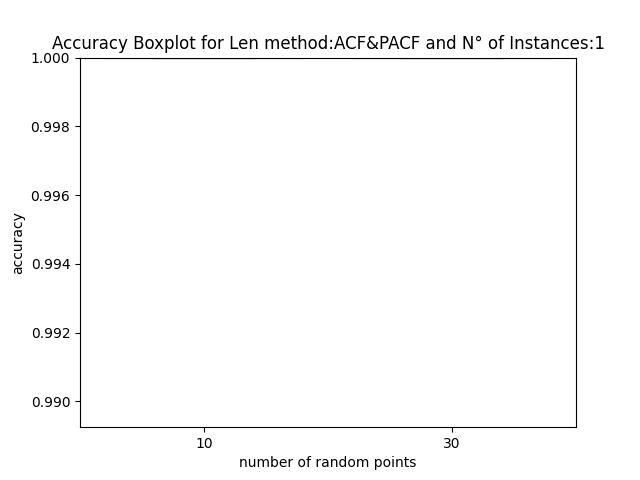 Accuracy Boxplot for Len method:ACF&PACF and N° of Instances:1
1.000
0.998
0.996
0.994
0.992
0.990
accuracy
10 30
number of random points